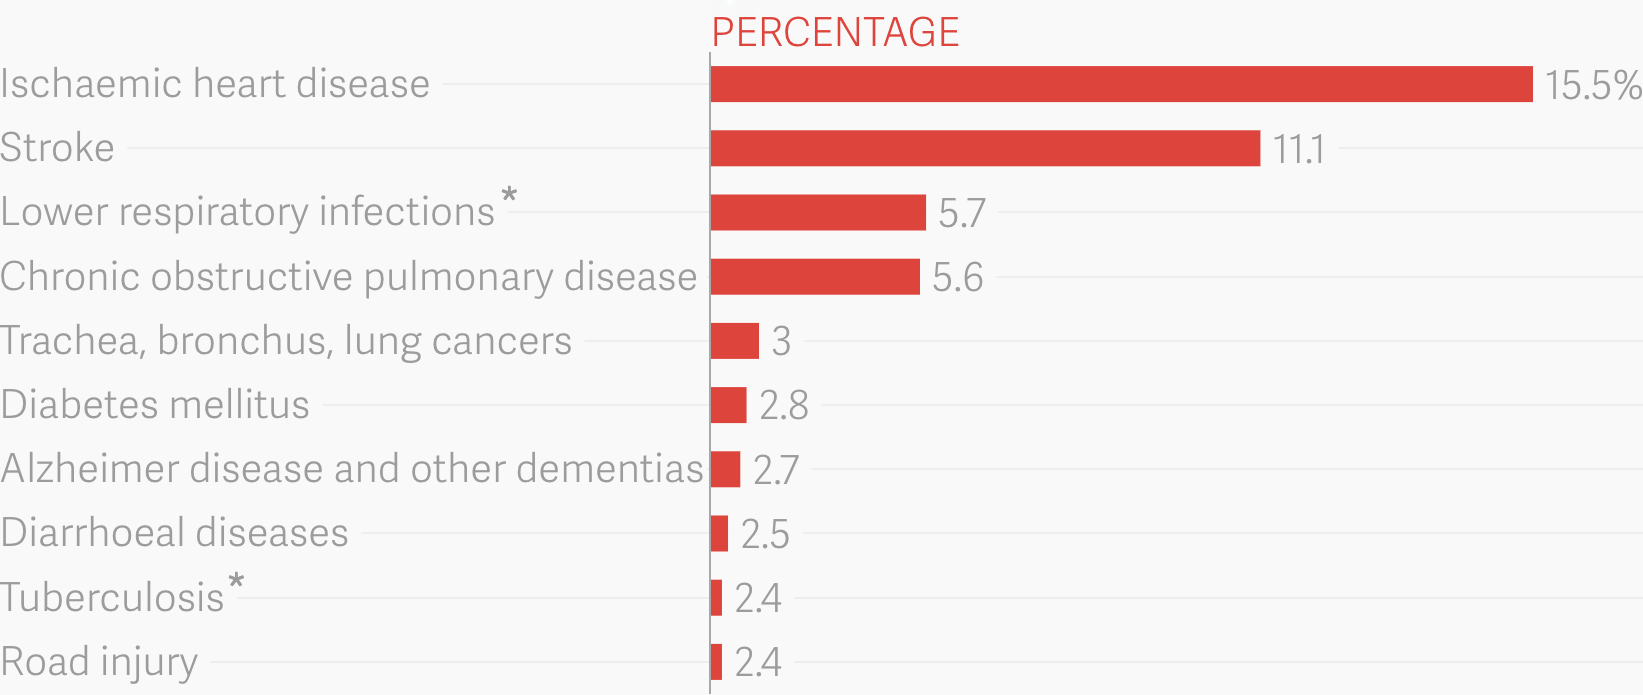 PERCENTAGE
Ischaemic heart disease 15.5%
Stroke 11.1
Lower respiratory infections* 5.7
Chronic obstructive pulmonary disease 5.6
Trachea, bronchus, lung cancers 3
Diabetes mellitus 2.8
Alzheimer disease and other dementias 2.7
Diarrhoeal diseases 2.5
Tuberculosis* 2.4
Road injury 2.4